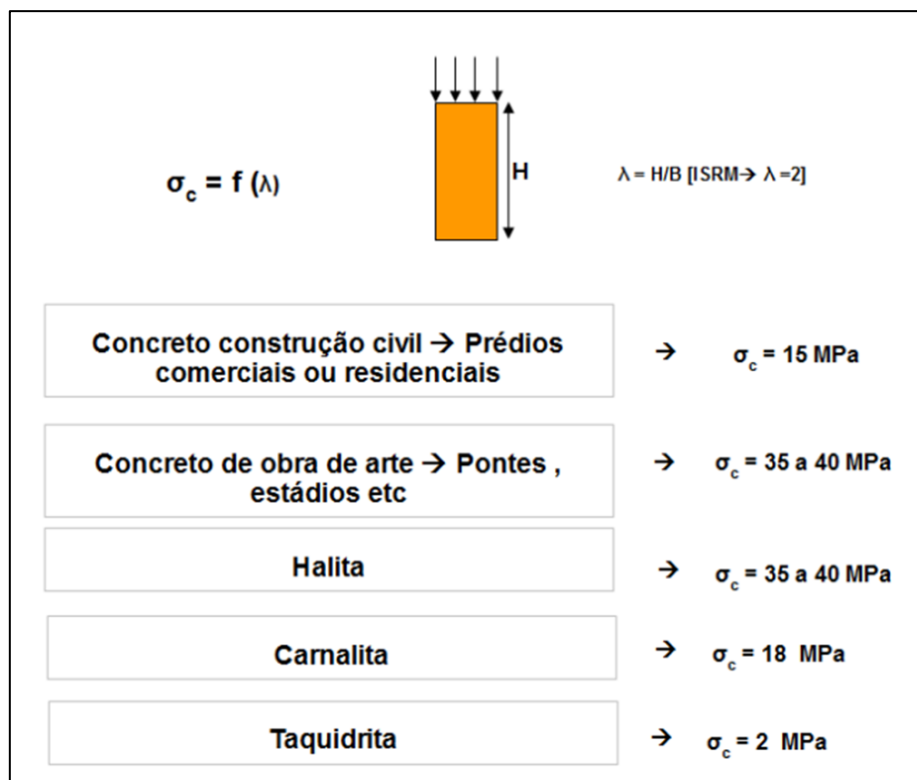 σc = f (λ)
H
λ = H/B [ISRM→ λ =2]
Concreto construção civil → Prédios
comerciais ou residenciais
→ σc = 15 MPa
Concreto de obra de arte → Pontes ,
estádios etc
→ σc = 35 a 40 MPa
Halita
→ σc = 35 a 40 MPa
Carnalita
→ σc = 18 MPa
Taquidrita
→ σc = 2 MPa